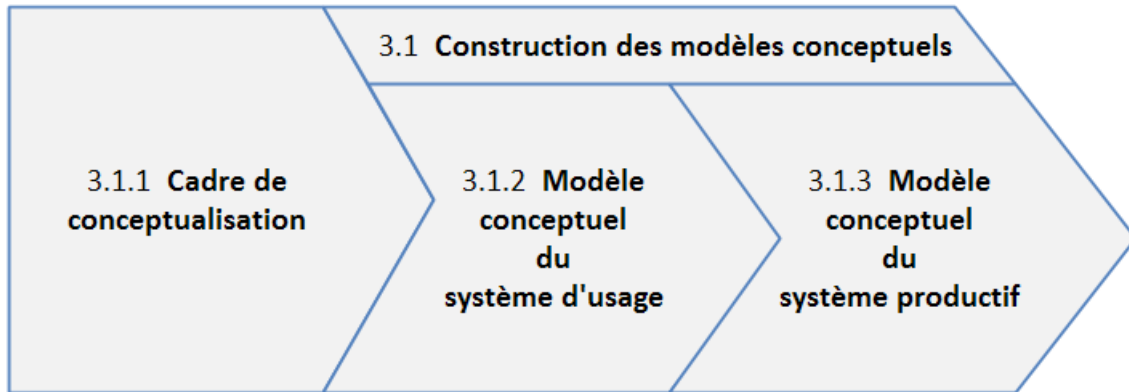 3.1 Construction des modèles conceptuels
3.1.1 Cadre de
conceptualisation
3.1.2 Modèle
conceptuel
du
système d'usage
3.1.3 Modèle
conceptuel
du
système productif